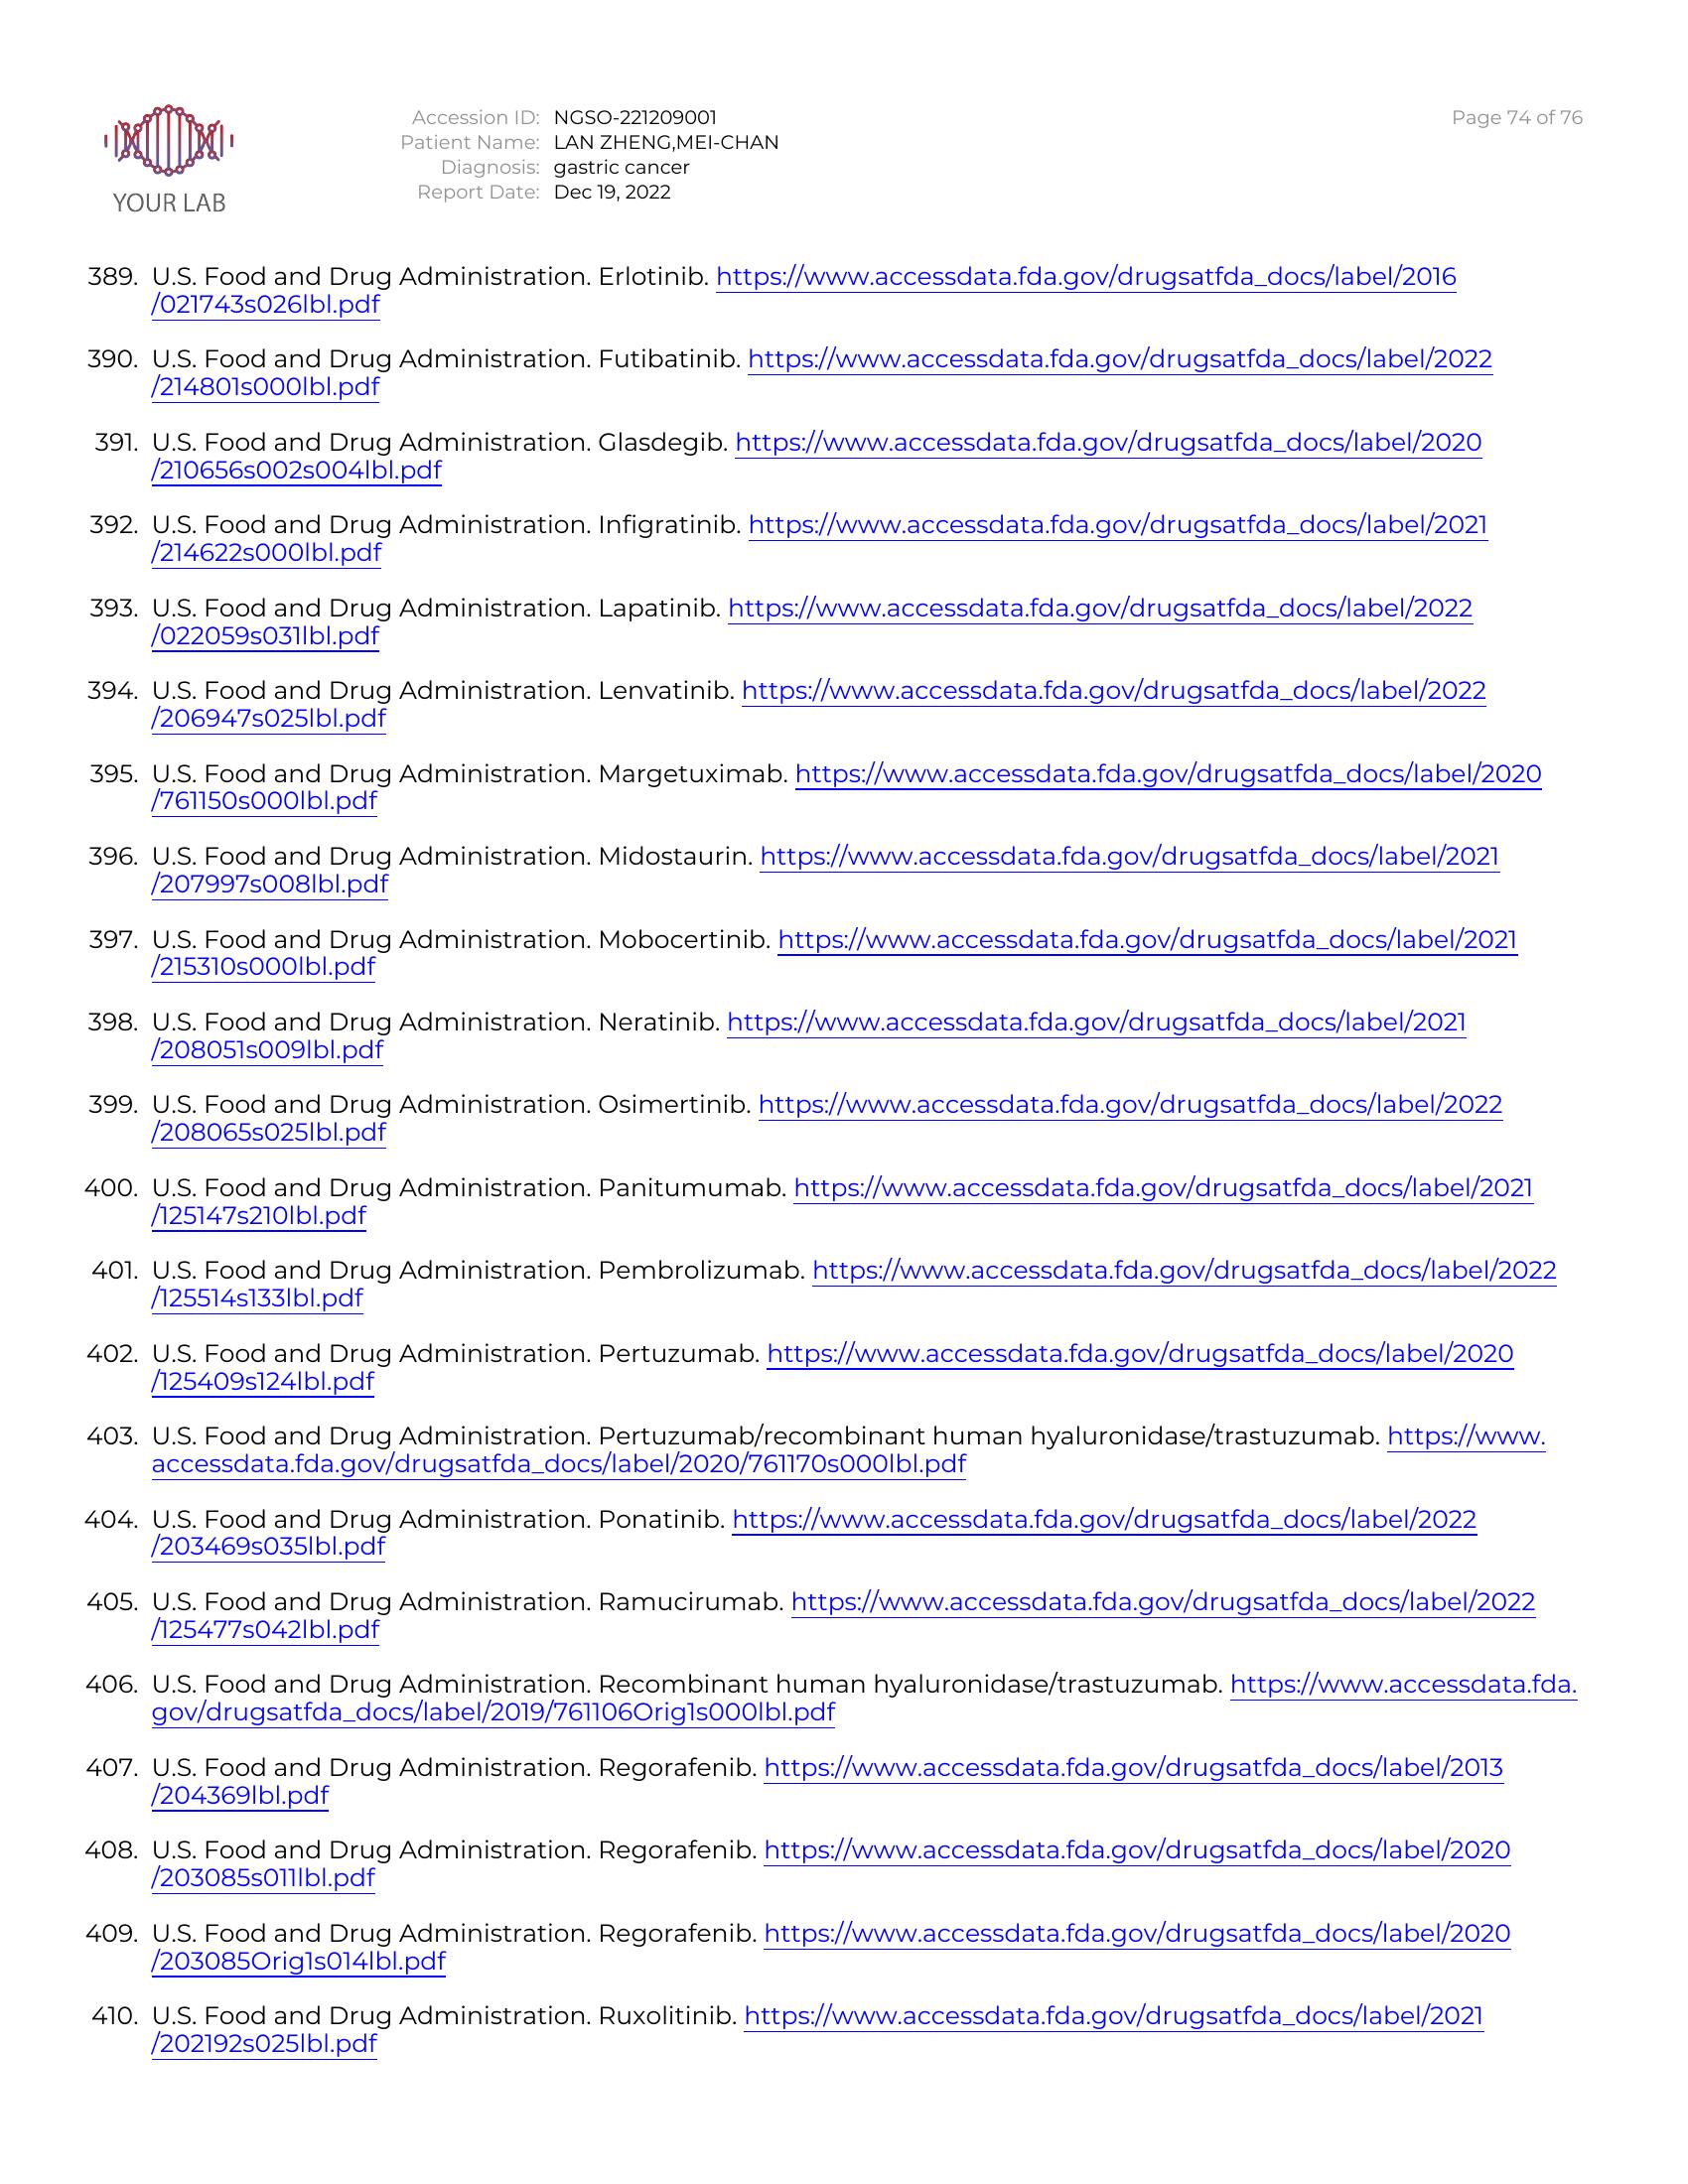 YOUR LAB
Accession ID: NGSO-221209001
Patient Name: LAN ZHENG,MEI-CHAN
Diagnosis: gastric cancer
Report Date: Dec 19, 2022
Page 74 of 76
389. U.S. Food and Drug Administration. Erlotinib. https://www.accessdata.fda.gov/drugsatfda_docs/label/2016
/021743s026lbl.pdf
390. U.S. Food and Drug Administration. Futibatinib. https://www.accessdata.fda.gov/drugsatfda_docs/label/2022
/214801s000lbl.pdf
391. U.S. Food and Drug Administration. Glasdegib. https://www.accessdata.fda.gov/drugsatfda_docs/label/2020
/210656s002s004lbl.pdf
392. U.S. Food and Drug Administration. Infigratinib. https://www.accessdata.fda.gov/drugsatfda_docs/label/2021
/214622s000lbl.pdf
393. U.S. Food and Drug Administration. Lapatinib. https://www.accessdata.fda.gov/drugsatfda_docs/label/2022
/022059s031lbl.pdf
394. U.S. Food and Drug Administration. Lenvatinib. https://www.accessdata.fda.gov/drugsatfda_docs/label/2022
/206947s025lbl.pdf
395. U.S. Food and Drug Administration. Margetuximab. https://www.accessdata.fda.gov/drugsatfda_docs/label/2020
/761150s000lbl.pdf
396. U.S. Food and Drug Administration. Midostaurin. https://www.accessdata.fda.gov/drugsatfda_docs/label/2021
/207997s008lbl.pdf
397. U.S. Food and Drug Administration. Mobocertinib. https://www.accessdata.fda.gov/drugsatfda_docs/label/2021
/215310s000lbl.pdf
398. U.S. Food and Drug Administration. Neratinib. https://www.accessdata.fda.gov/drugsatfda_docs/label/2021
/208051s009lbl.pdf
399. U.S. Food and Drug Administration. Osimertinib. https://www.accessdata.fda.gov/drugsatfda_docs/label/2022
/208065s025lbl.pdf
400. U.S. Food and Drug Administration. Panitumumab. https://www.accessdata.fda.gov/drugsatfda_docs/label/2021
/125147s210lbl.pdf
401. U.S. Food and Drug Administration. Pembrolizumab. https://www.accessdata.fda.gov/drugsatfda_docs/label/2022
/125514s133lbl.pdf
402. U.S. Food and Drug Administration. Pertuzumab. https://www.accessdata.fda.gov/drugsatfda_docs/label/2020
/125409s124lbl.pdf
403. U.S. Food and Drug Administration. Pertuzumab/recombinant human hyaluronidase/trastuzumab. https://www.
accessdata.fda.gov/drugsatfda_docs/label/2020/761170s000lbl.pdf
404. U.S. Food and Drug Administration. Ponatinib. https://www.accessdata.fda.gov/drugsatfda_docs/label/2022
/203469s035lbl.pdf
405. U.S. Food and Drug Administration. Ramucirumab. https://www.accessdata.fda.gov/drugsatfda_docs/label/2022
/125477s042lbl.pdf
406. U.S. Food and Drug Administration. Recombinant human hyaluronidase/trastuzumab. https://www.accessdata.fda.
gov/drugsatfda_docs/label/2019/761106Orig1s000lbl.pdf
407. U.S. Food and Drug Administration. Regorafenib. https://www.accessdata.fda.gov/drugsatfda_docs/label/2013
/204369lbl.pdf
408. U.S. Food and Drug Administration. Regorafenib. https://www.accessdata.fda.gov/drugsatfda_docs/label/2020
/203085s011lbl.pdf
409. U.S. Food and Drug Administration. Regorafenib. https://www.accessdata.fda.gov/drugsatfda_docs/label/2020
/203085Orig1s014lbl.pdf
410. U.S. Food and Drug Administration. Ruxolitinib. https://www.accessdata.fda.gov/drugsatfda_docs/label/2021
/202192s025lbl.pdf